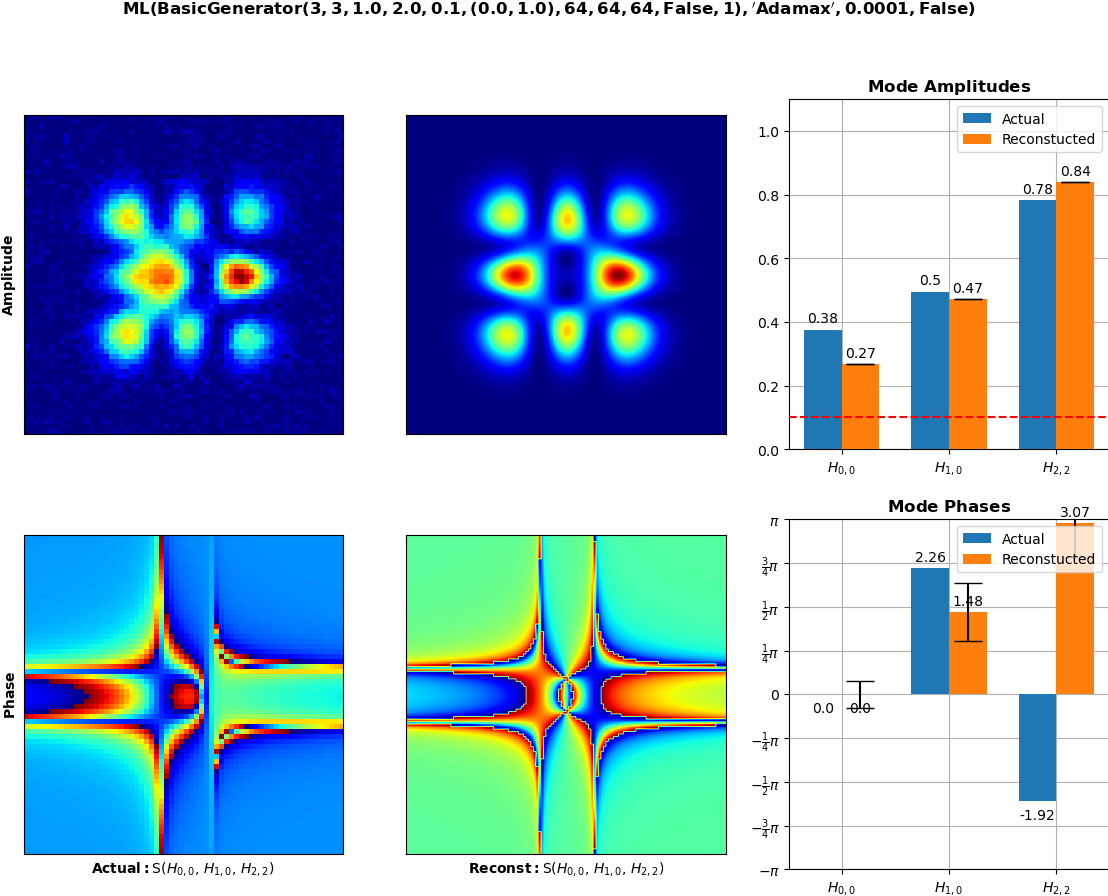 ML(BasicGenerator(3, 3, 1.0, 2.0, 0.1, (0.0, 1.0), 64, 64, 64, False, 1), ′Adamax′, 0.0001, False)
Amplitude
Mode Amplitudes
Actual
Reconstucted
1.0
0.8
0.6
0.4
0.2
0.0
0.38
0.27
0.5
0.47
0.78
0.84
H0,0
H1,0
H2,2
Phase
Actual: S(H0,0, H1,0, H2,2)
Reconst: S(H0,0, H1,0, H2,2)
Mode Phases
Actual
Reconstucted
π
3/4π
1/2π
1/4π
0
−1/4π
−1/2π
−3/4π
−π
0.0
-0.0
2.26
1.48
-1.92
3.07
H0,0
H1,0
H2,2